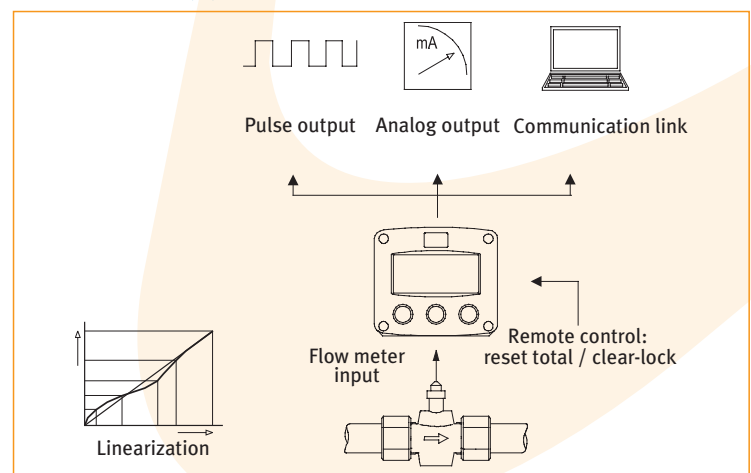 mA
Pulse output
Analog output
Communication link
Flow meter
input
Remote control:
reset total / clear-lock
Linearization